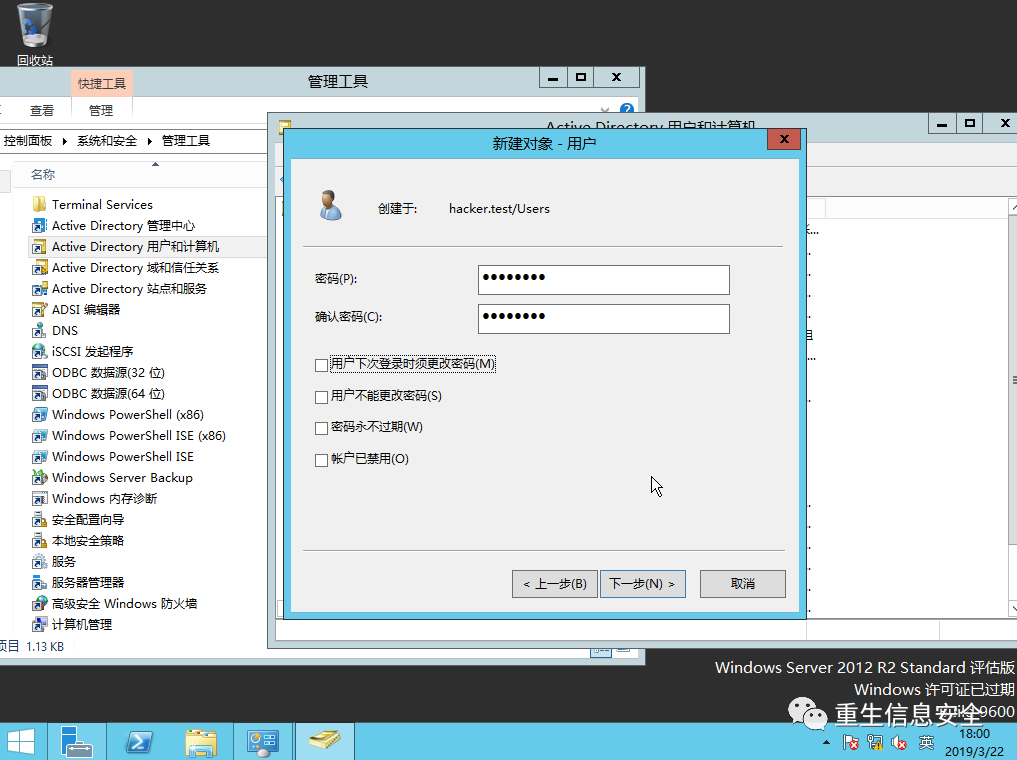 回收站
快捷工具
管理工具
查看
管理
控制面板 系统和安全 管理工具
名称
Terminal Services
Active Directory 管理中心
Active Directory 用户和计算机
Active Directory 域和信任关系
Active Directory 站点和服务
ADSI 编辑器
DNS
iSCSI 发起程序
ODBC 数据源(32 位)
ODBC 数据源(64 位)
Windows PowerShell (x86)
Windows PowerShell ISE (x86)
Windows PowerShell ISE
Windows Server Backup
Windows 内存诊断
安全配置向导
本地安全策略
服务
服务器管理器
高级安全 Windows 防火墙
计算机管理
项目 1.13 KB
Active Directory 用户和计算机
新建对象 - 用户
创建于: hacker.test/Users
密码(P):
确认密码(C):
用户下次登录时须更改密码(M)
用户不能更改密码(S)
密码永不过期(W)
帐户已禁用(O)
< 上一步(B)
下一步(N) >
取消
Windows Server 2012 R2 Standard 评估版
Windows 许可证已过期
9600
重生信息安全
英
18:00
2019/3/22